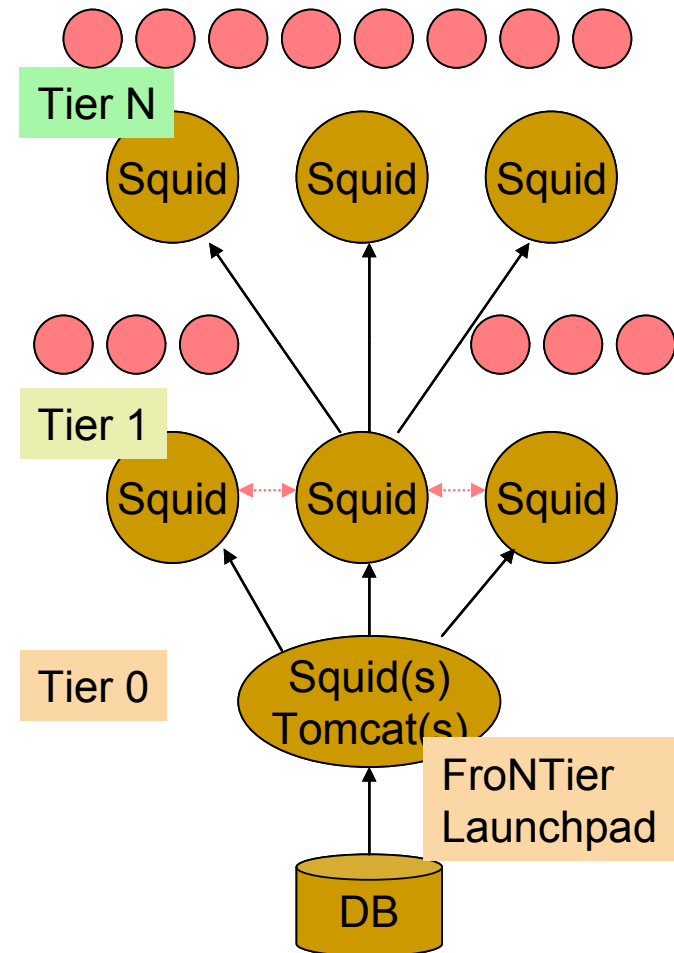 Tier N
Squid
Squid
Squid
Tier 1
Squid
Squid
Squid
Tier 0
Squid(s)
Tomcat(s)
FroNTier
Launchpad
DB